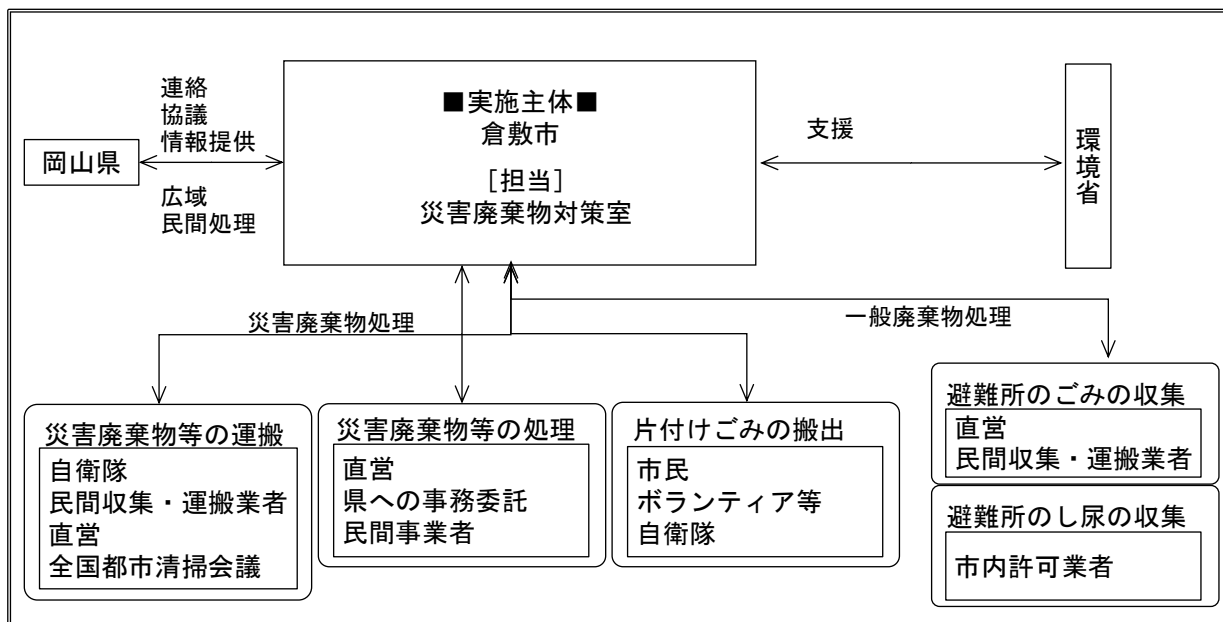 連絡
協議
情報提供
岡山県
広域
民間処理
■実施主体■
倉敷市
［担当］
災害廃棄物対策室
支援
環境省
災害廃棄物処理
一般廃棄物処理
災害廃棄物等の運搬
自衛隊
民間収集・運搬業者
直営
全国都市清掃会議
災害廃棄物等の処理
直営
県への事務委託
民間事業者
片付けごみの搬出
市民
ボランティア等
自衛隊
避難所のごみの収集
直営
民間収集・運搬業者
避難所のし尿の収集
市内許可業者